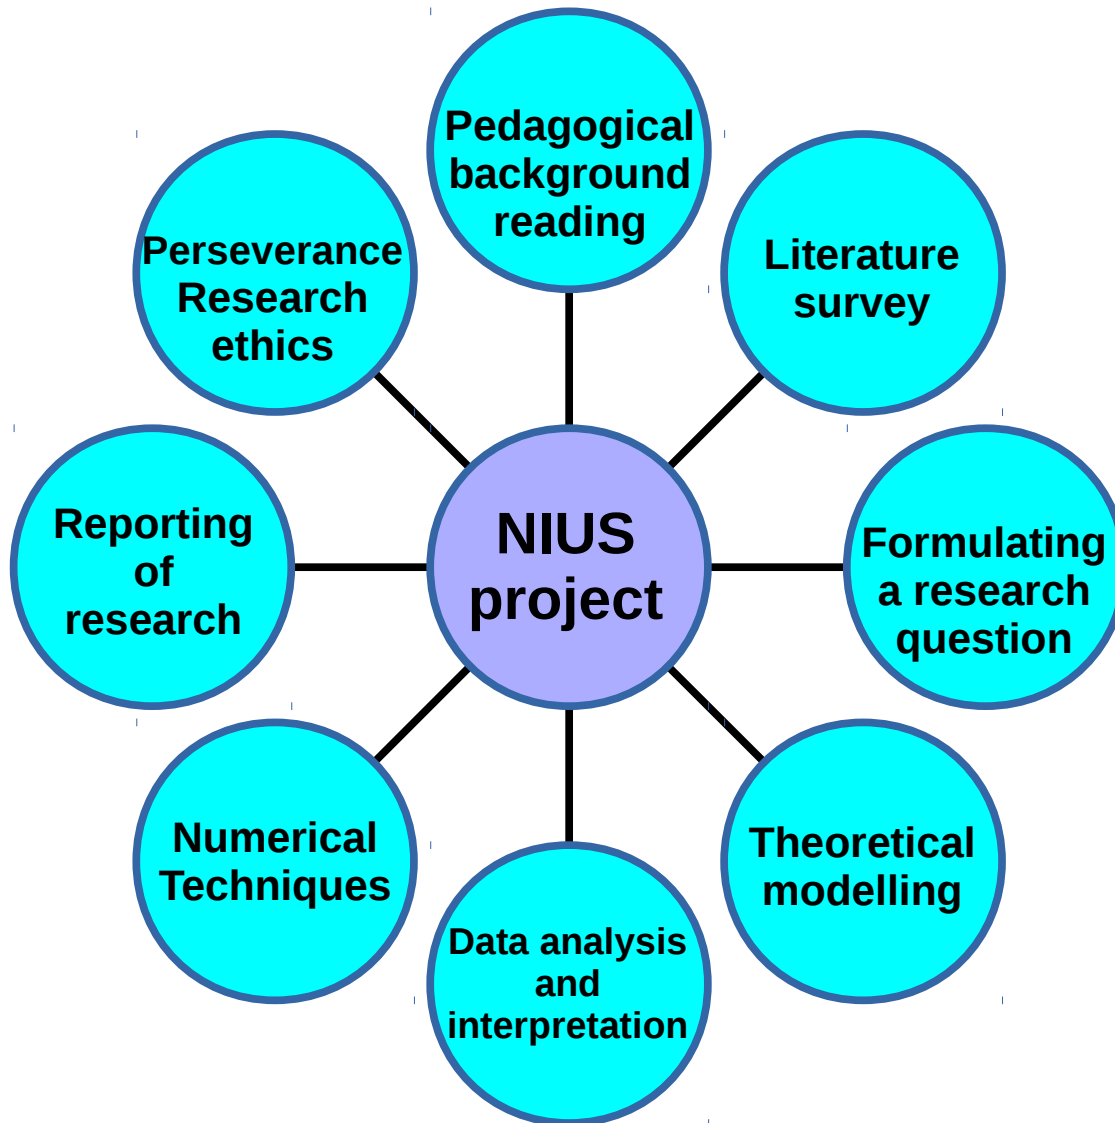 Pedagogical
background
reading
Literature
survey
Formulating
a research
question
Theoretical
modelling
Data analysis
and
interpretation
Numerical
Techniques
Reporting
of
research
Perseverance
Research
ethics
NIUS
project